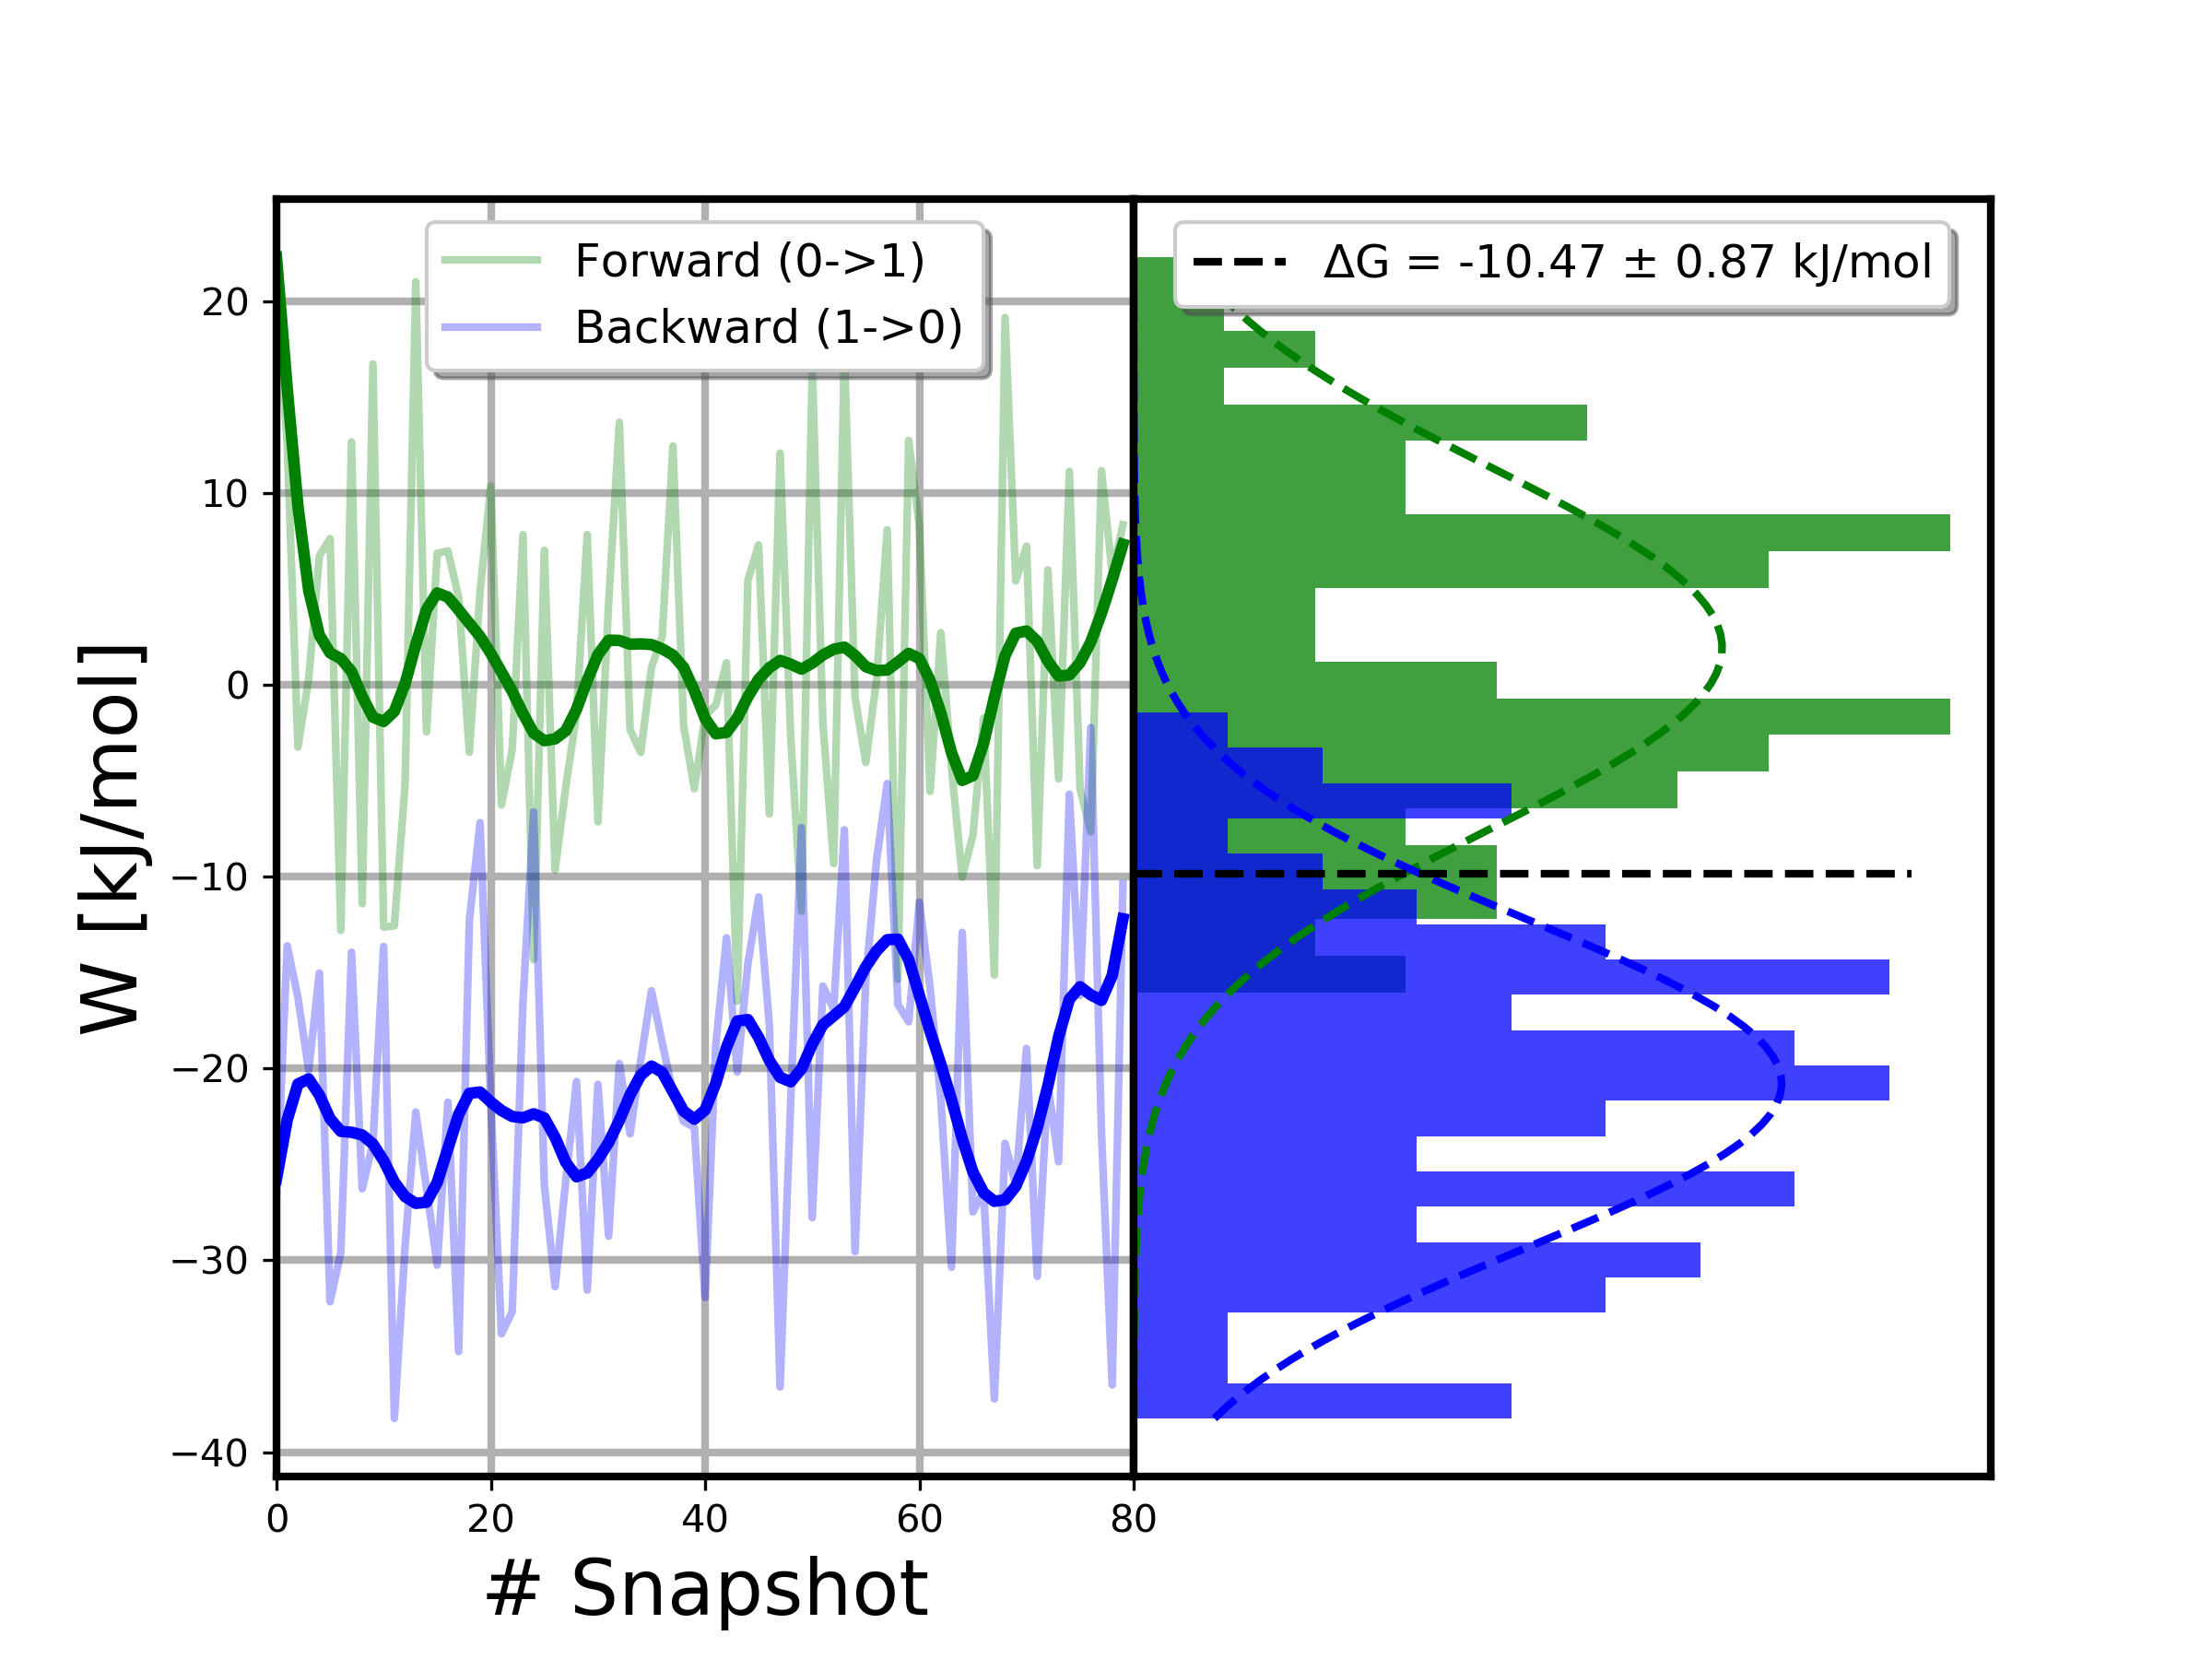 Forward (0->1)
Backward (1->0)
ΔG = -10.47 ± 0.87 kJ/mol
W [kJ/mol]
20
10
0
−10
−20
−30
−40
0 20 40 60 80
# Snapshot